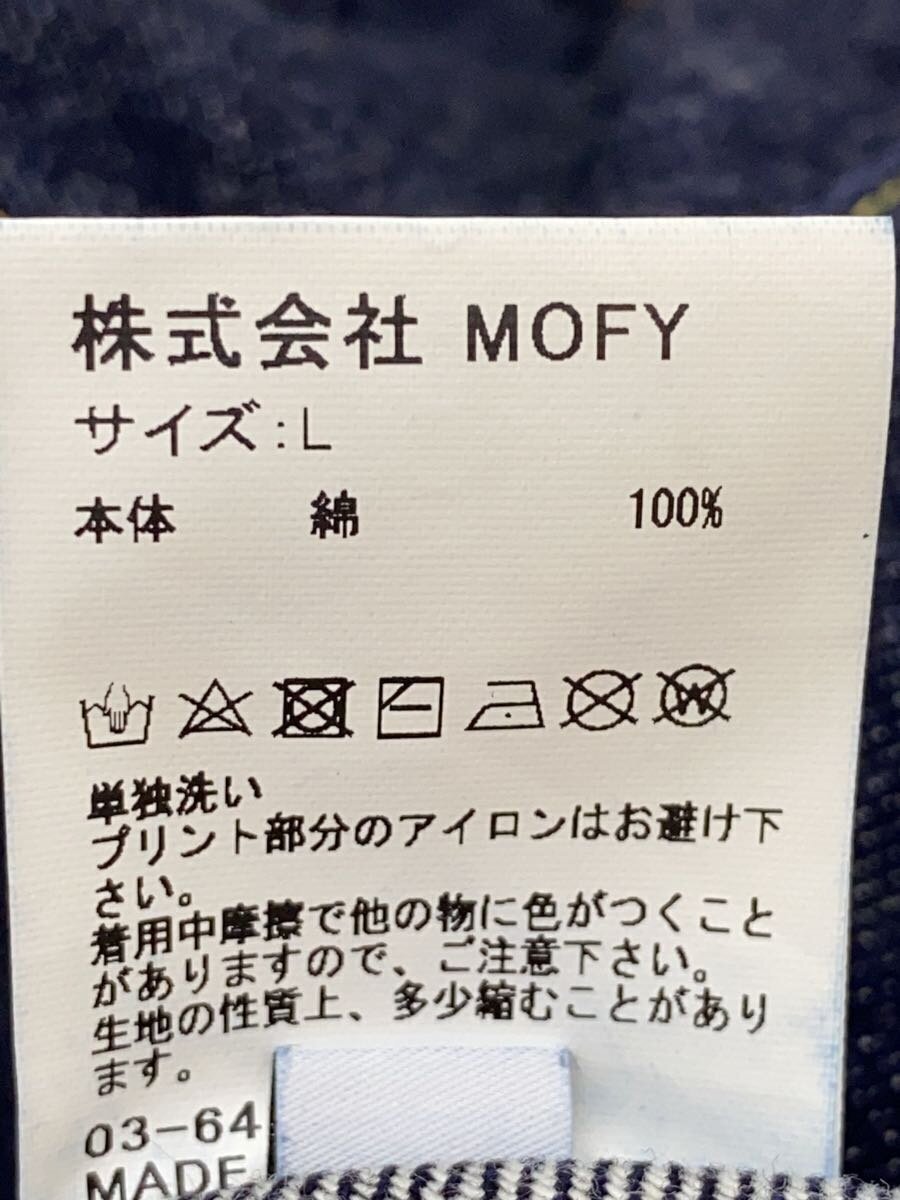 株式会社 MOFY
サイズ:L
本体 綿 100%
W
単独洗い
プリント部分のアイロンはお避け下
さい。
着用中摩擦で他の物に色がつくこと
がありますので、ご注意下さい。
生地の性質上、多少縮むことがあり
ます。
03-64
MADE